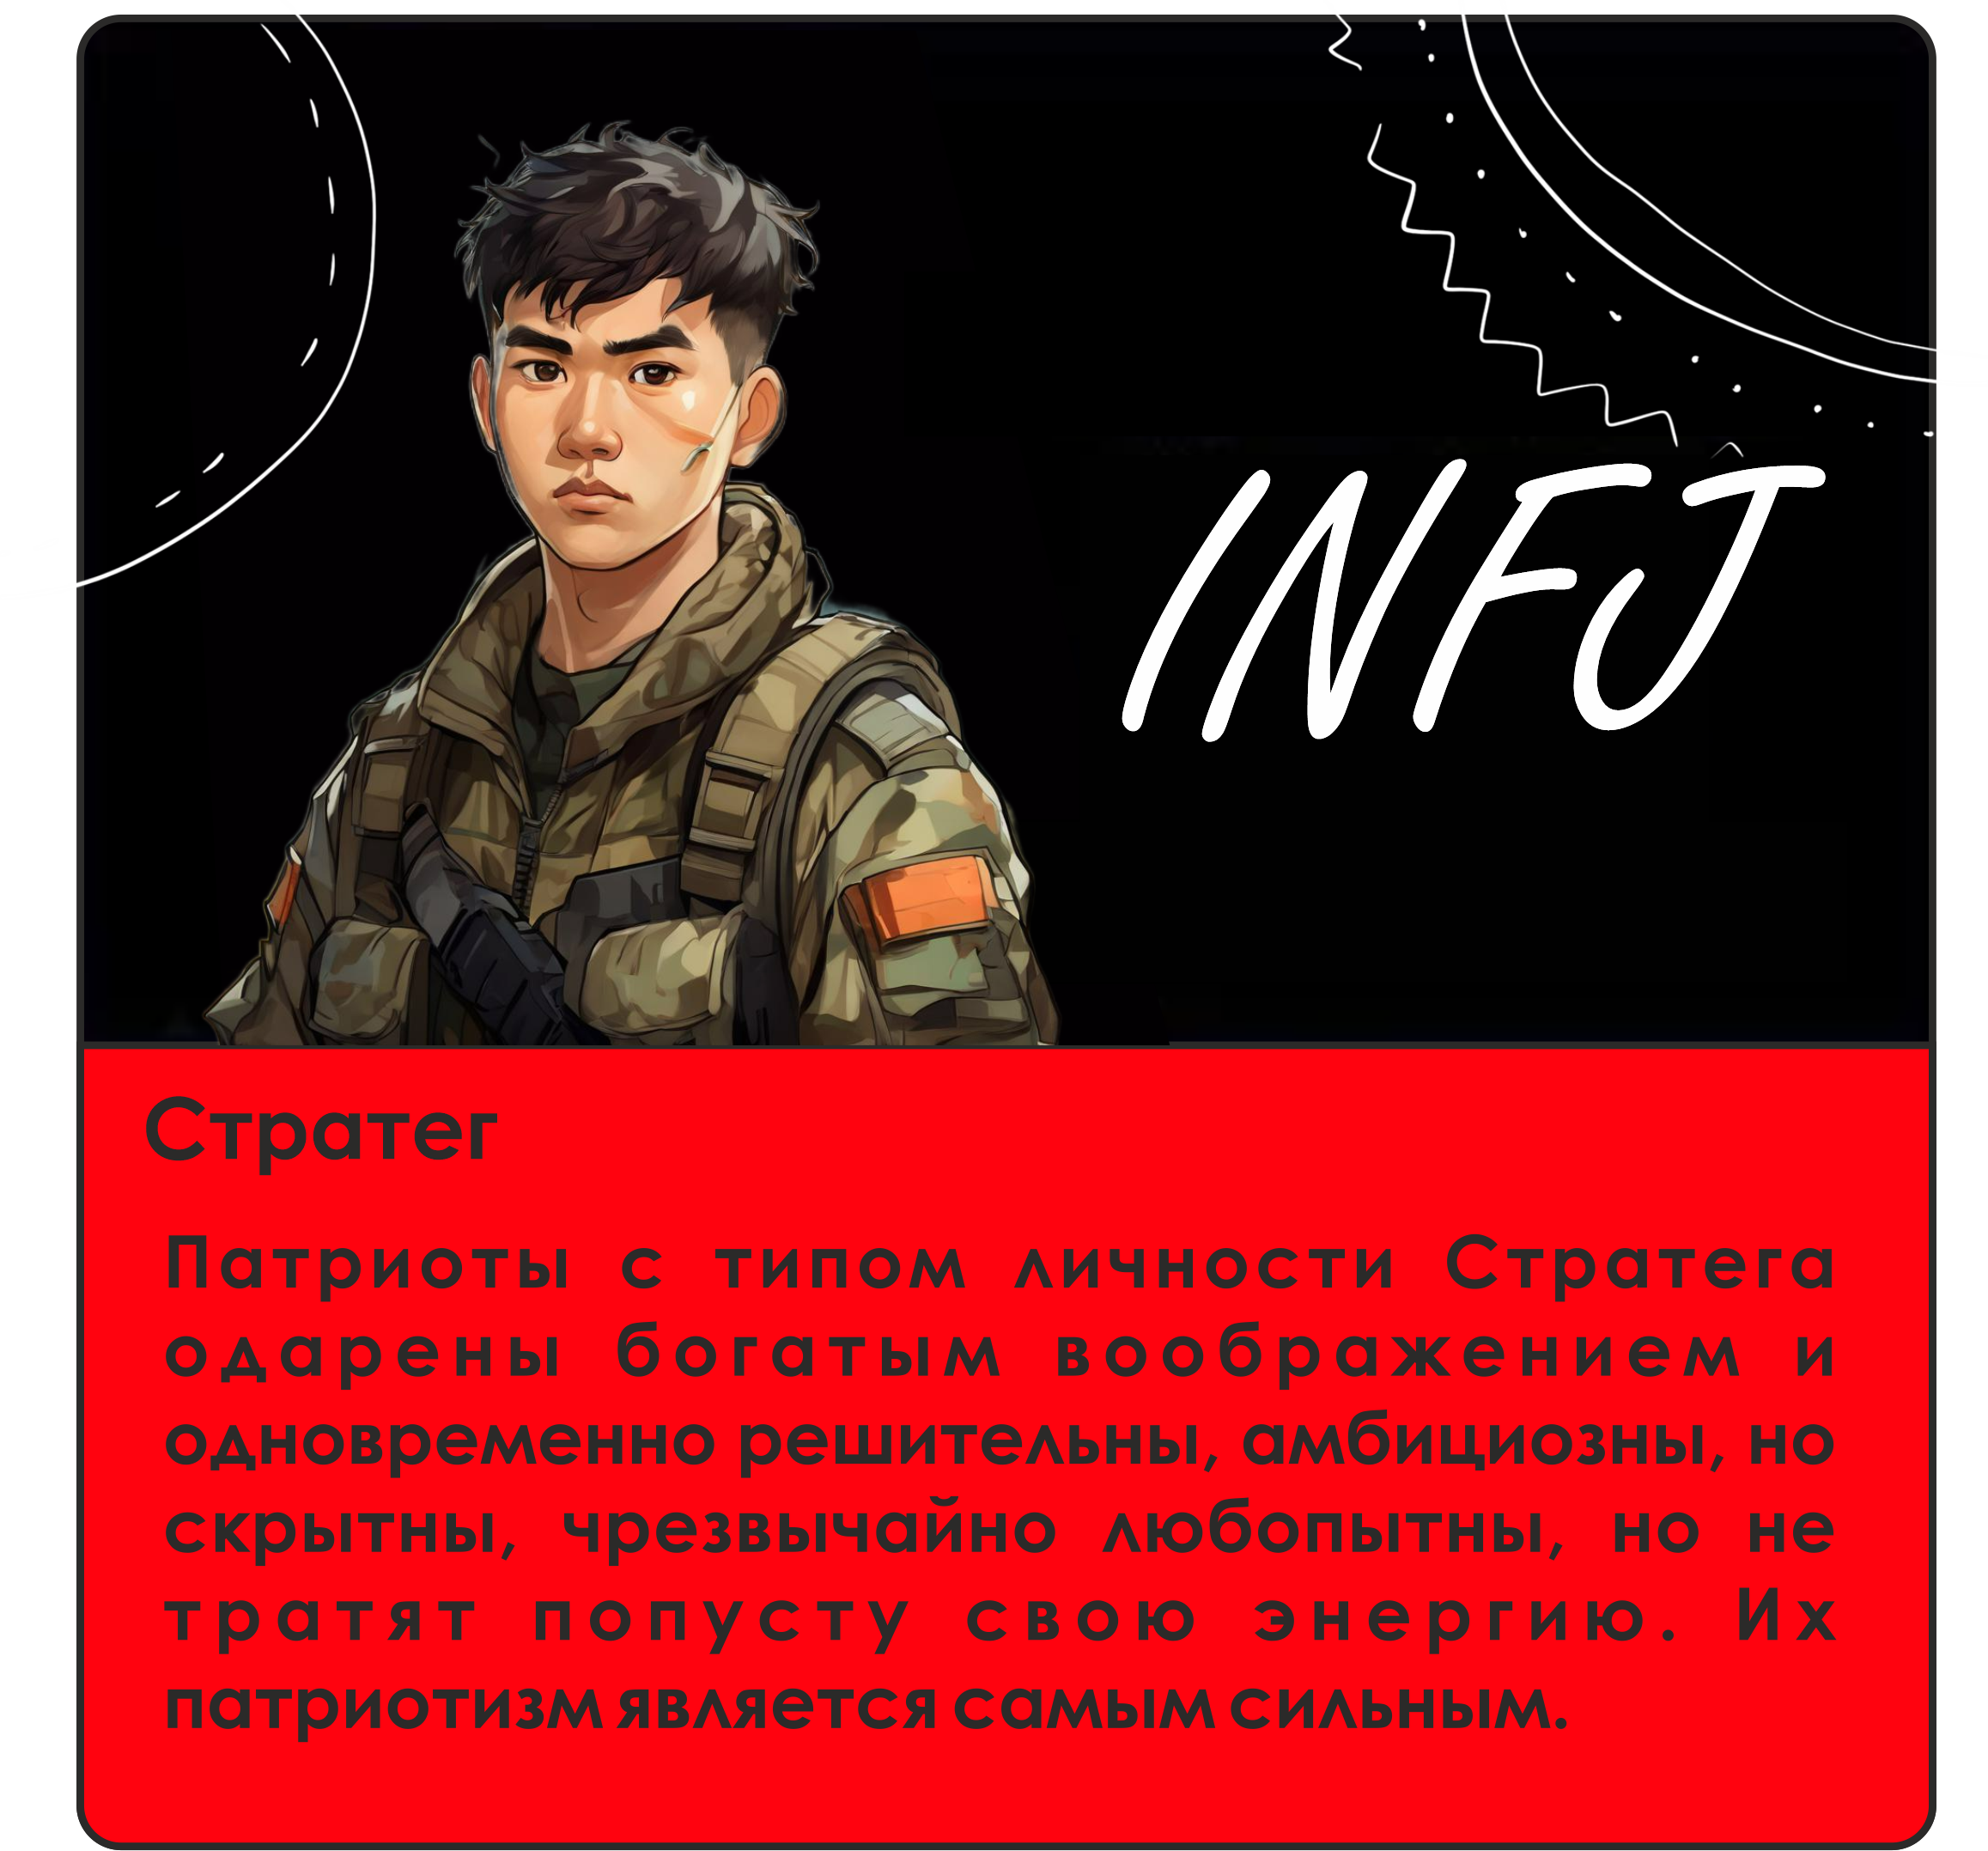 INFJ
Стратег
Патриоты с типом личности Стратега
одарены богатым воображением и
одновременно решительны, амбициозны, но
скрытны, чрезвычайно любопытны, но не
тратят попусту свою энергию. Их
патриотизм является самым сильным.